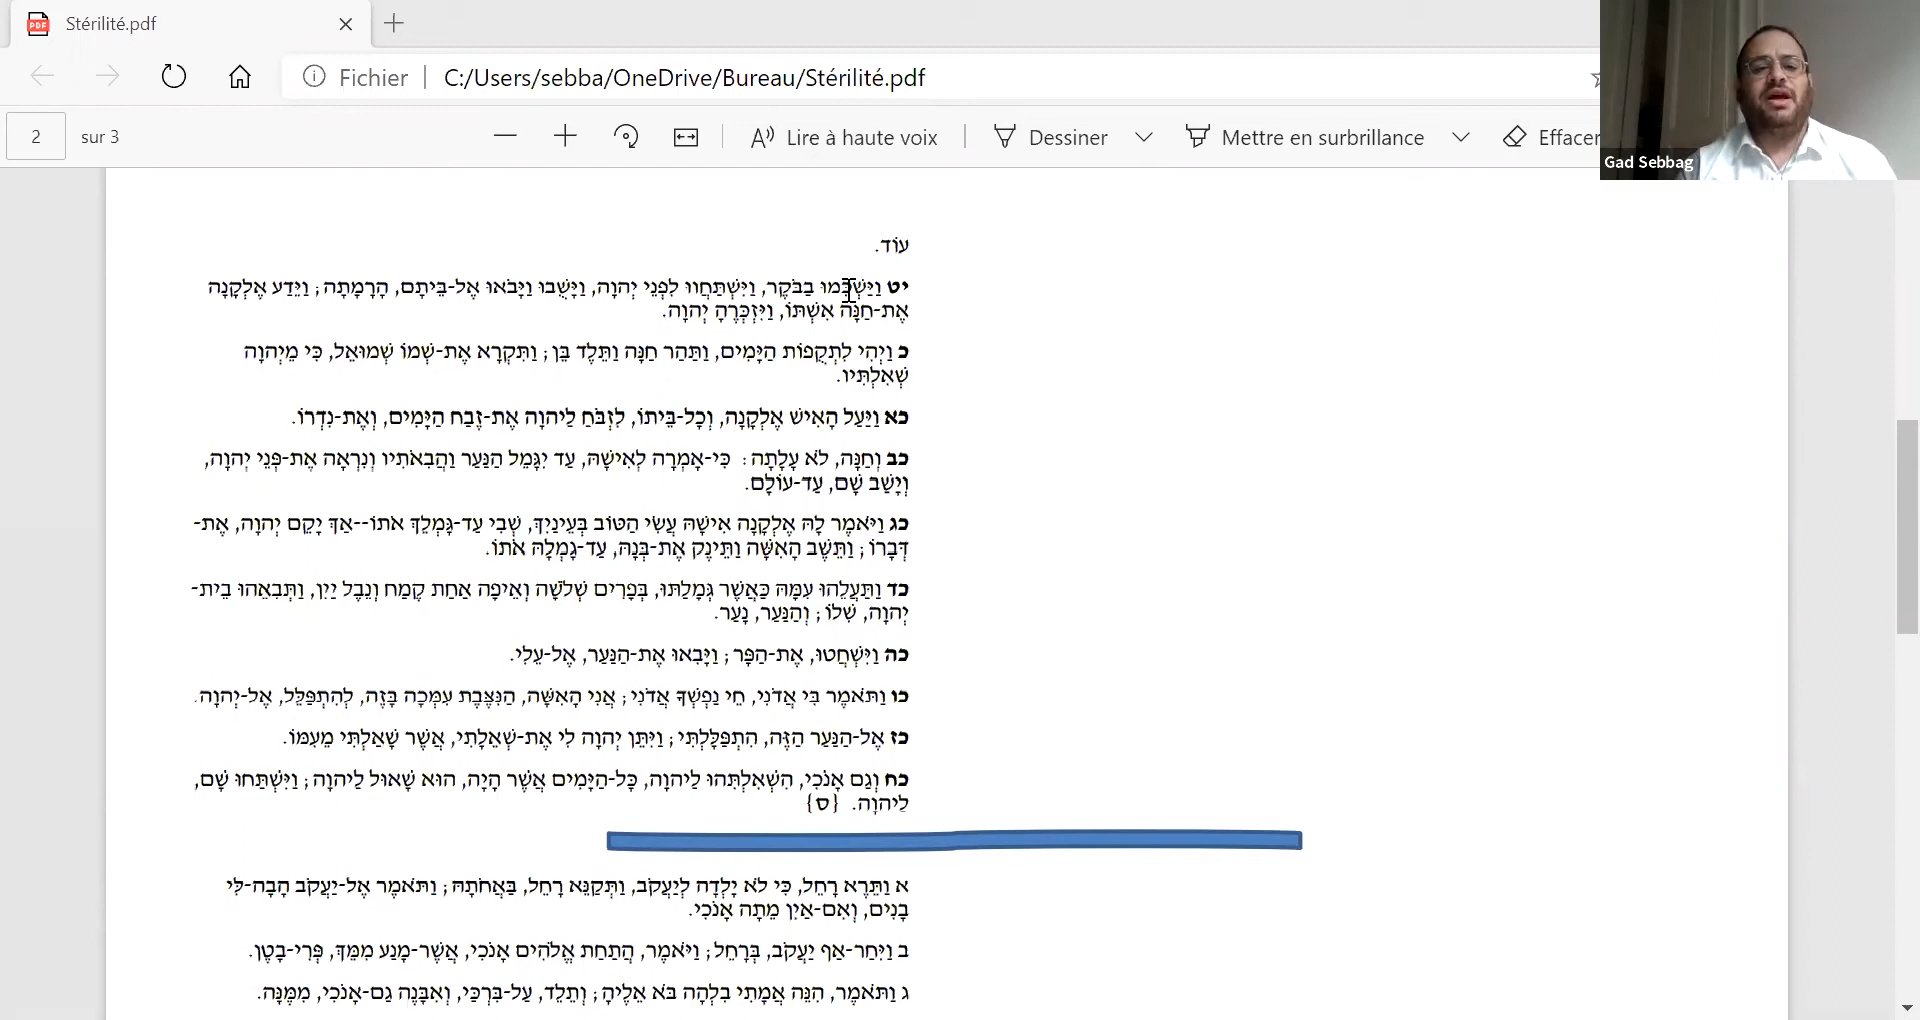 Stérilité.pdf
Fichier
C:/Users/sebba/OneDrive/Bureau/Stérilité.pdf
2 sur 3
Lire à haute voix
Dessiner
Mettre en surbrillance
Effacer
Gad Sebbag
עוֹד.
יט וַיַּשְׁכִּמוּ בַבֹּקֶר, וַיִּשְׁתַּחֲווּ לִפְנֵי יְהוָה, וַיָּשֻׁבוּ וַיָּבֹאוּ אֶל-בֵּיתָם, הָרָמָתָה; וַיֵּדַע אֶלְקָנָה
אֶת-חַנָּה אִשְׁתּוֹ, וַיִּזְכְּרֶהָ יְהוָה.
כ וַיְהִי לִתְקֻפוֹת הַיָּמִים, וַתַּהַר חַנָּה וַתֵּלֶד בֵּן; וַתִּקְרָא אֶת-שְׁמוֹ שְׁמוּאֵל, כִּי מֵיְהוָה
שְׁאִלְתִּיו.
כא וַיַּעַל הָאִישׁ אֶלְקָנָה, וְכָל-בֵּיתוֹ, לִזְבֹּחַ לַיהוָה אֶת-זֶבַח הַיָּמִים, וְאֶת-נִדְרוֹ.
כב וְחַנָּה, לֹא עָלָתָה: כִּי-אָמְרָה לְאִישָׁהּ, עַד יִגָּמֵל הַנַּעַר וַהֲבִאֹתִיו וְנִרְאָה אֶת-פְּנֵי יְהוָה,
וְיָשַׁב שָׁם, עַד-עוֹלָם.
כג וַיֹּאמֶר לָהּ אֶלְקָנָה אִישָׁהּ עֲשִׂי הַטּוֹב בְּעֵינַיִךְ, שְׁבִי עַד-גָּמְלֵךְ אֹתוֹ--אַךְ יָקֵם יְהוָה, אֶת-
דְּבָרוֹ; וַתֵּשֶׁב הָאִשָּׁה וַתֵּינֶק אֶת-בְּנָהּ, עַד-גָּמְלָהּ אֹתוֹ.
כד וַתַּעֲלֵהוּ עִמָּהּ כַּאֲשֶׁר גְּמָלַתּוּ, בְּפָרִים שְׁלֹשָׁה וְאֵיפָה אַחַת קֶמַח וְנֵבֶל יַיִן, וַתְּבִאֵהוּ בֵית-
יְהוָה, שִׁלוֹ; וְהַנַּעַר, נָעַר.
כה וַיִּשְׁחֲטוּ, אֶת-הַפָּר; וַיָּבִאוּ אֶת-הַנַּעַר, אֶל-עֵלִי.
כו וַתֹּאמֶר בִּי אֲדֹנִי, חֵי נַפְשְׁךָ אֲדֹנִי; אֲנִי הָאִשָּׁה, הַנִּצֶּבֶת עִמְּכָה בָּזֶה, לְהִתְפַּלֵּל, אֶל-יְהוָה.
כז אֶל-הַנַּעַר הַזֶּה, הִתְפַּלָּלְתִּי; וַיִּתֵּן יְהוָה לִי אֶת-שְׁאֵלָתִי, אֲשֶׁר שָׁאַלְתִּי מֵעִמּוֹ.
כח וְגַם אָנֹכִי, הִשְׁאִלְתִּהוּ לַיהוָה, כָּל-הַיָּמִים אֲשֶׁר הָיָה, הוּא שָׁאוּל לַיהוָה; וַיִּשְׁתַּחוּ שָׁם,
לַיהוָה. {ס}
א וַתֵּרֶא רָחֵל, כִּי לֹא יָלְדָה לְיַעֲקֹב, וַתְּקַנֵּא רָחֵל, בַּאֲחֹתָהּ; וַתֹּאמֶר אֶל-יַעֲקֹב הָבָה-לִּי
בָנִים, וְאִם-אַיִן מֵתָה אָנֹכִי.
ב וַיִּחַר-אַף יַעֲקֹב, בְּרָחֵל; וַיֹּאמֶר, הֲתַחַת אֱלֹהִים אָנֹכִי, אֲשֶׁר-מָנַע מִמֵּךְ, פְּרִי-בָטֶן.
ג וַתֹּאמֶר, הִנֵּה אֲמָתִי בִלְהָה בֹּא אֵלֶיהָ; וְתֵלֵד, עַל-בִּרְכַּי, וְאִבָּנֶה גַם-אָנֹכִי, מִמֶּנָּה.